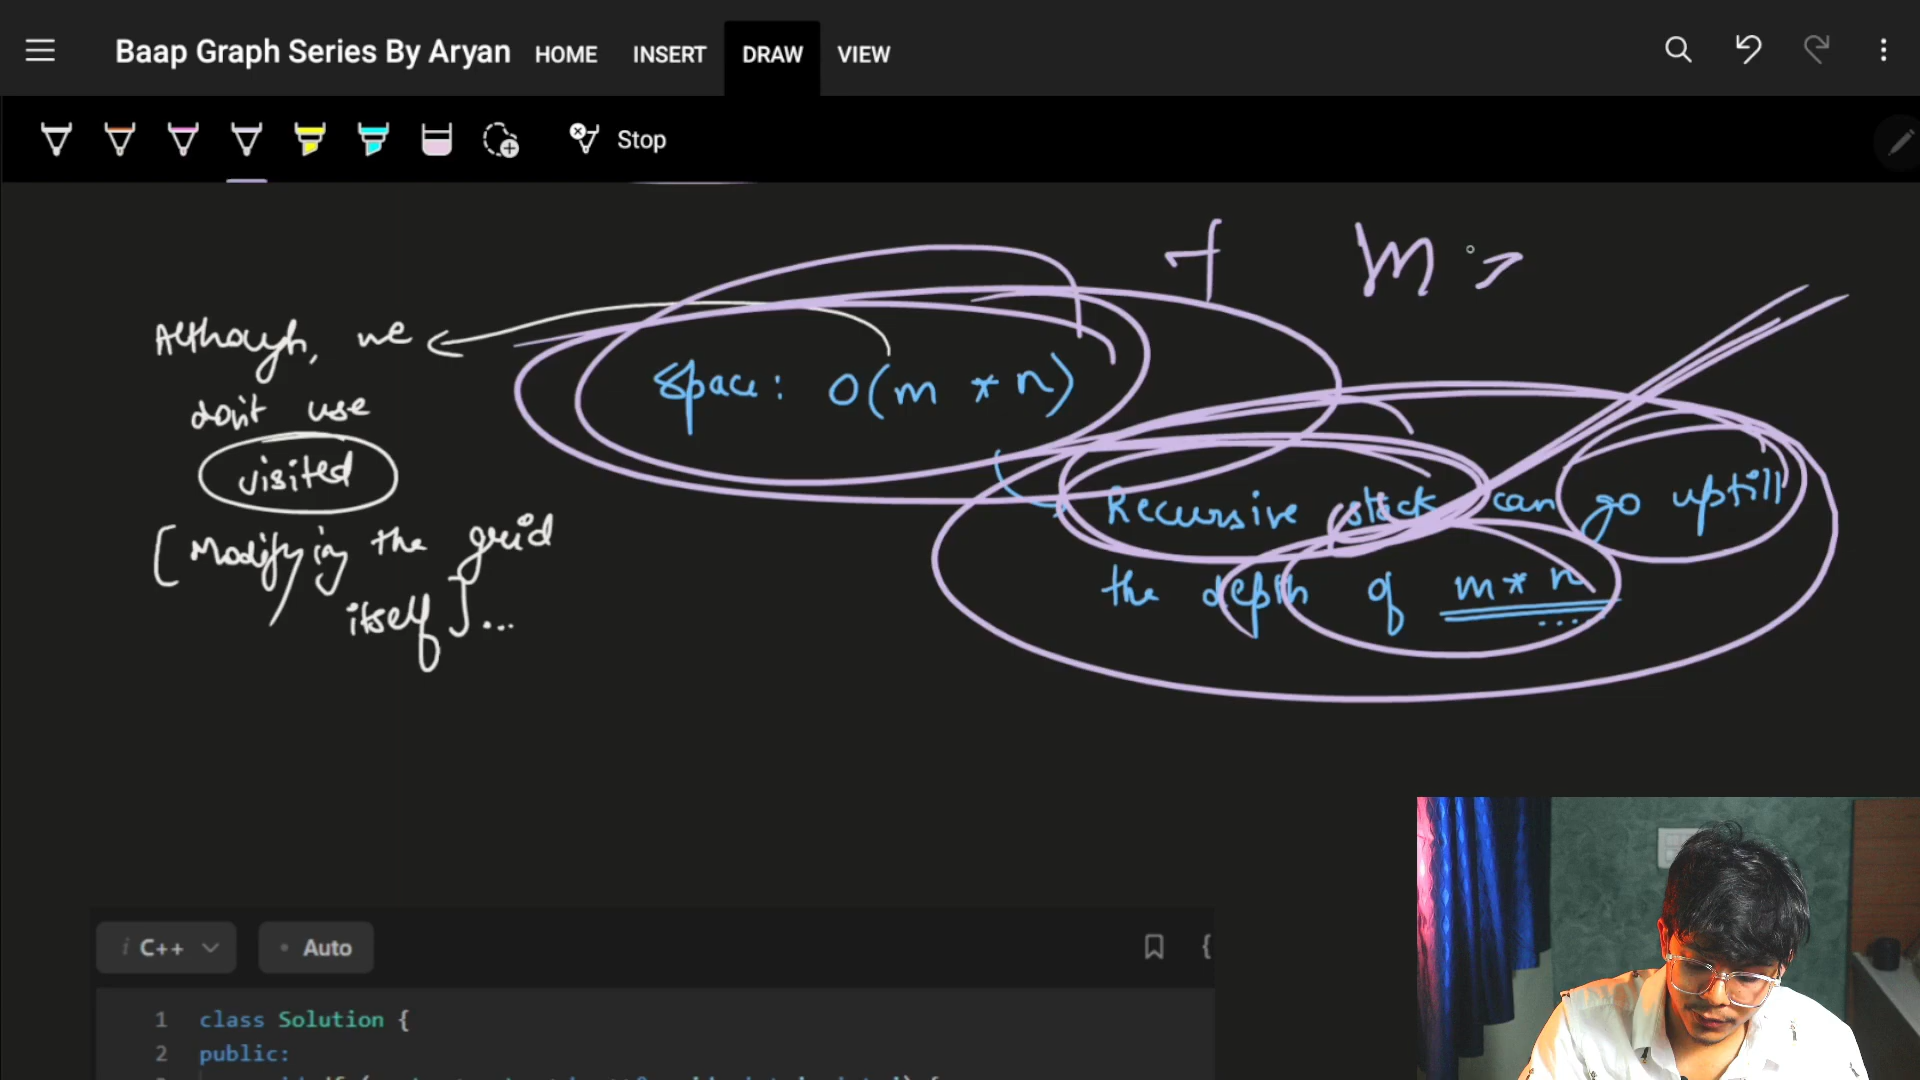 Baap Graph Series By Aryan HOME INSERT DRAW VIEW
Stop
Although, we
don't use
visited
[Modifying the grid
itself]...
Space: O(m * n)
Recursive stack can go uptill
the depth of m * n
...
C++ Auto {
1 class Solution {
2 public: